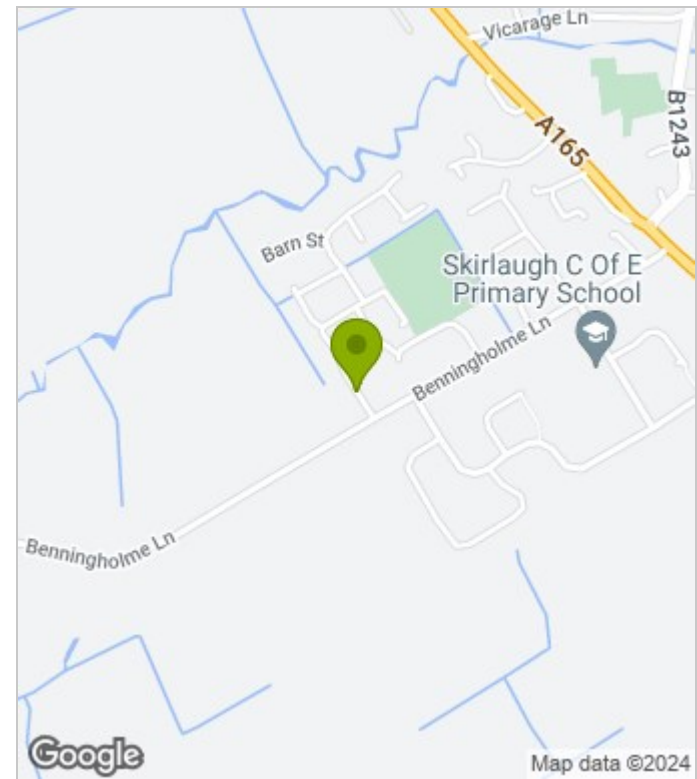 Vicarage Ln
B1243
A165
Barn St
Skirlaugh C Of E
Primary School
Benningholme Ln
Benningholme Ln
Google
Map data ©2024